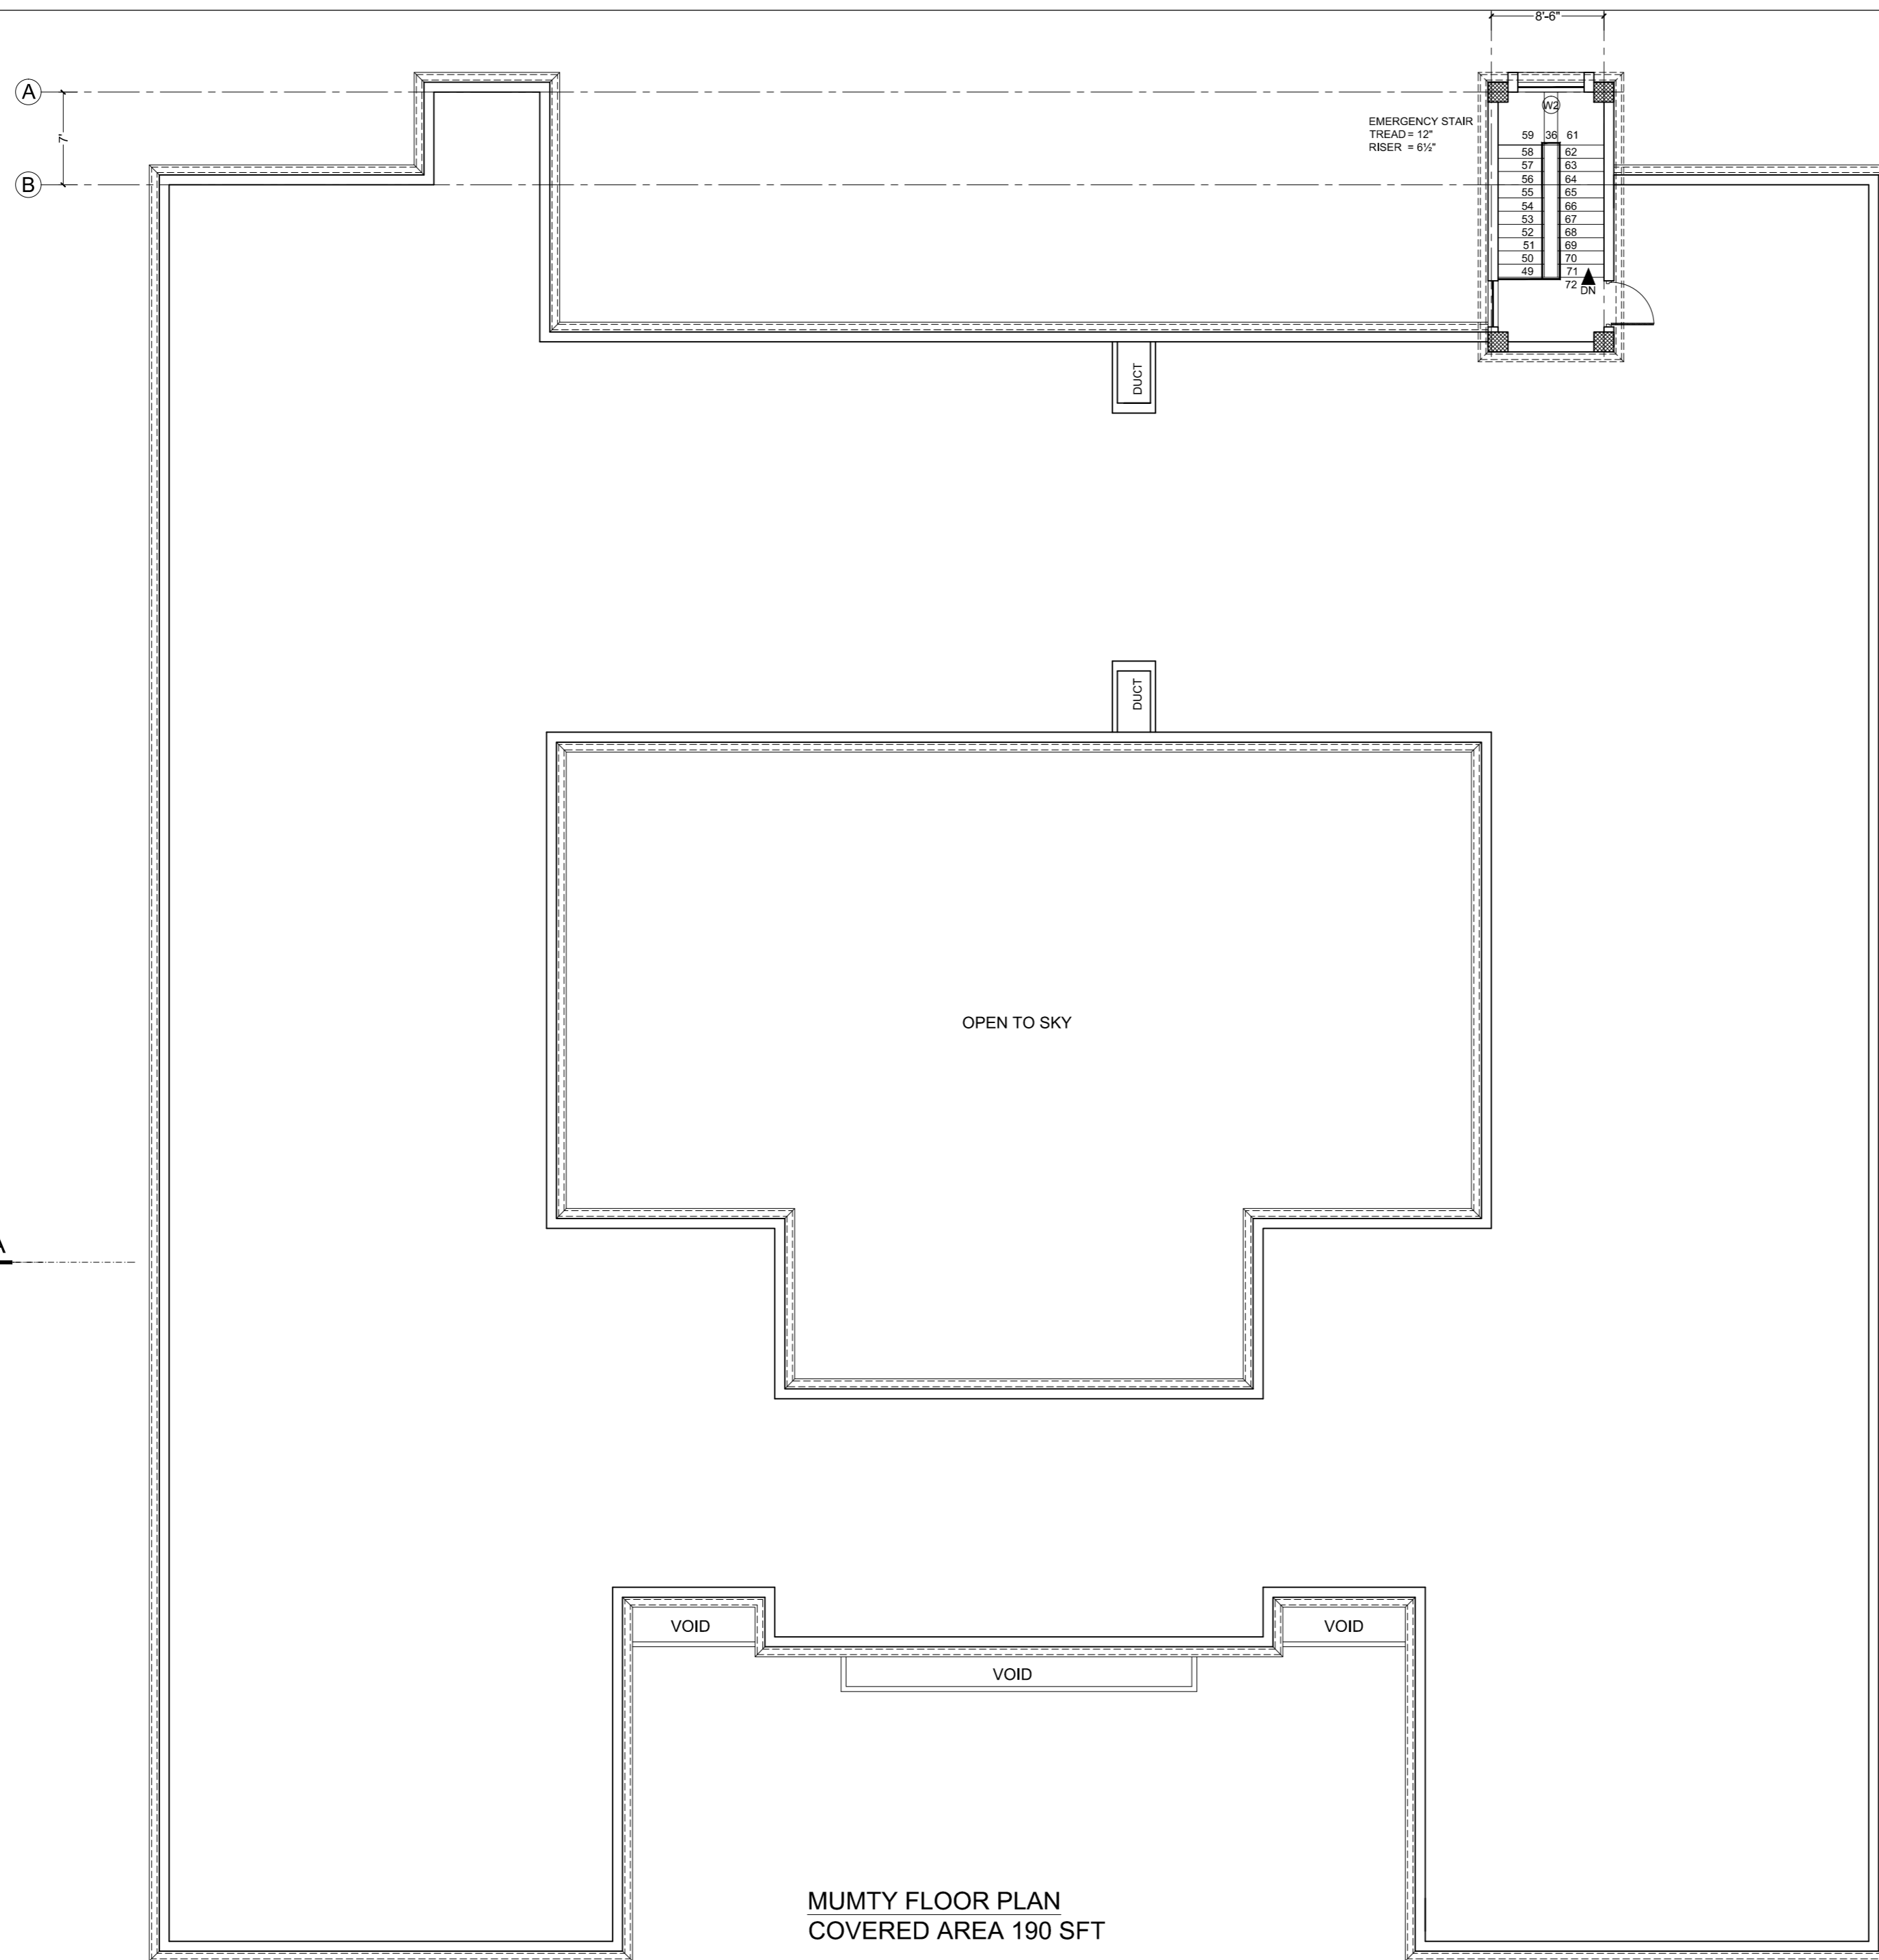 8'-6"
A
7'
B
EMERGENCY STAIR
TREAD = 12"
RISER = 6½"
W2
59 36 61
58 62
57 63
56 64
55 65
54 66
53 67
52 68
51 69
50 70
49 71
72
DN
DUCT
DUCT
OPEN TO SKY
A
VOID
VOID
VOID
MUMTY FLOOR PLAN
COVERED AREA 190 SFT